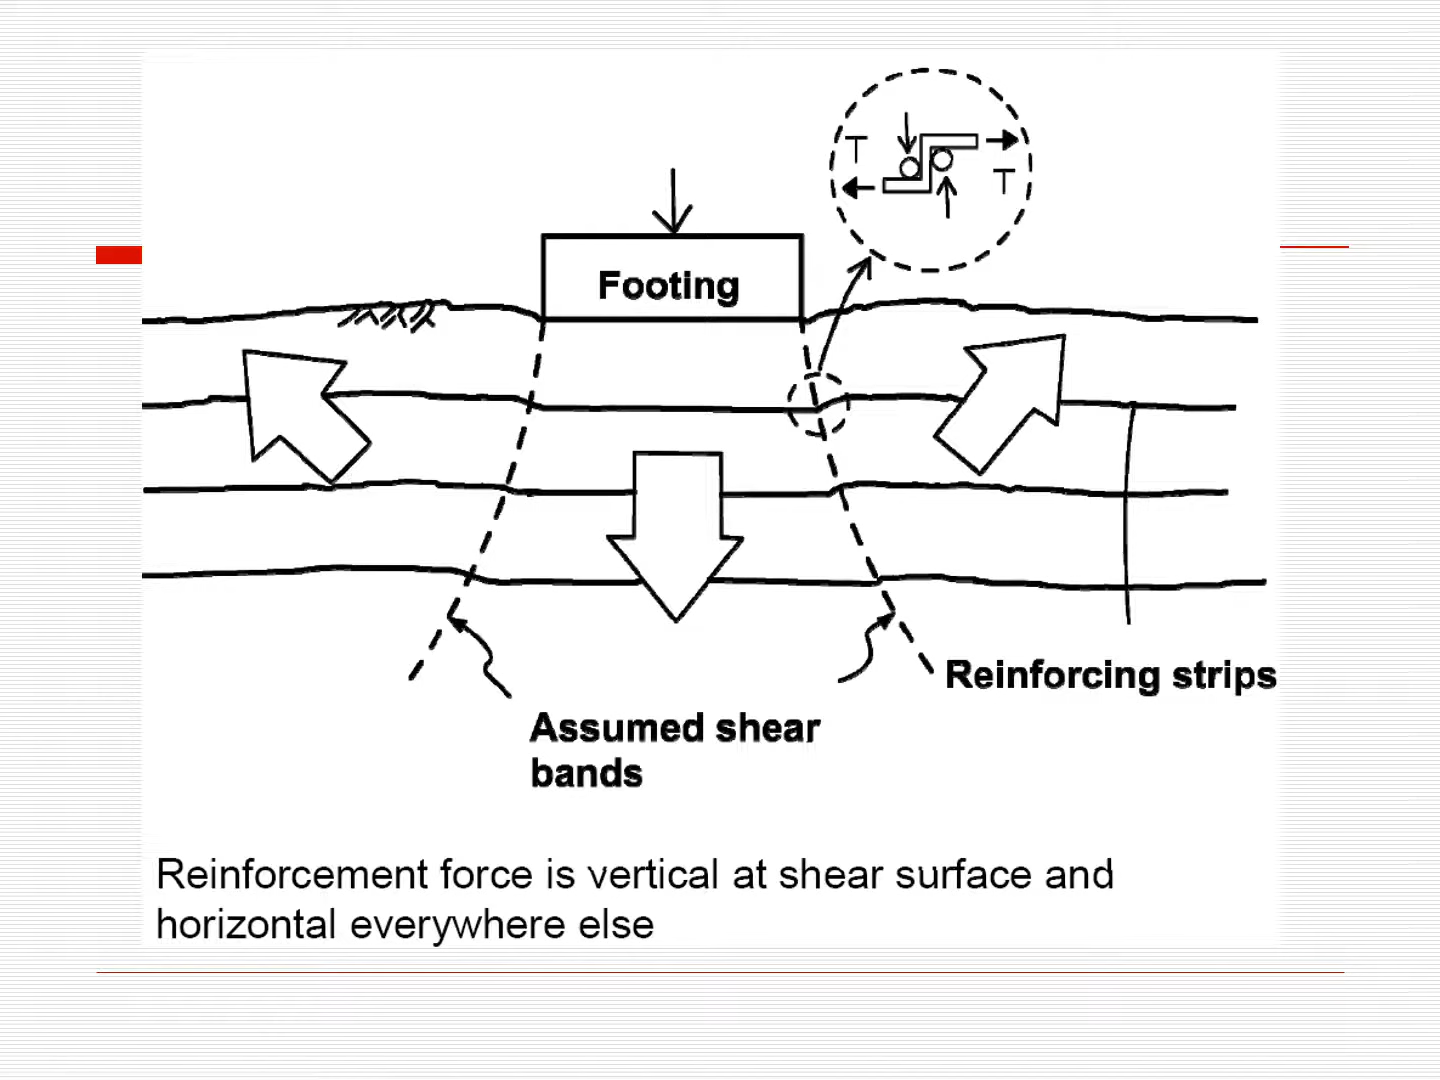 T
T
Footing
Reinforcing strips
Assumed shear
bands
Reinforcement force is vertical at shear surface and
horizontal everywhere else